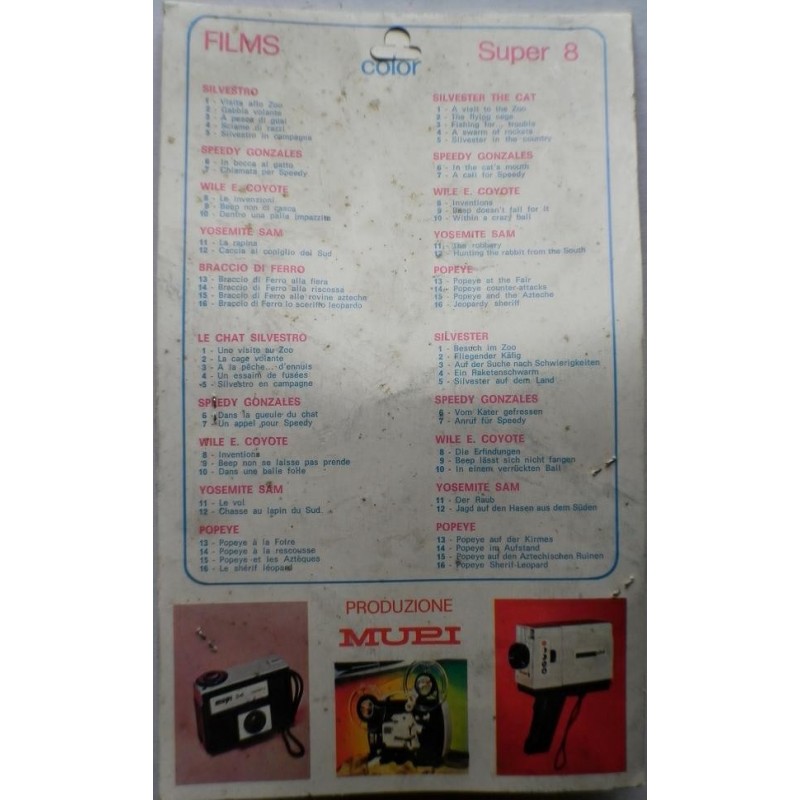 FILMS
color
Super 8
SILVESTRO
1 - Visita allo Zoo
2 - Gabbia volante
3 - A pesca di guai
4 - Sciame di razzi
5 - Silvestro in campagna
SPEEDY GONZALES
6 - In bocca al gatto
7 - Chiamata per Speedy
WILE E. COYOTE
8 - Le invenzioni
9 - Beep non ci casca
10 - Dentro una palla impazzita
YOSEMITE SAM
11 - La rapina
12 - Caccia al coniglio del Sud
BRACCIO DI FERRO
13 - Braccio di Ferro alla fiera
14 - Braccio di Ferro alla riscossa
15 - Braccio di Ferro alle rovine azteche
16 - Braccio di Ferro lo sceriffo leopardo
SILVESTER THE CAT
1 - A visit to the Zoo
2 - The flying cage
3 - Fishing for... trouble
4 - A swarm of rockets
5 - Silvester in the country
SPEEDY GONZALES
6 - In the cat's mouth
7 - A call for Speedy
WILE E. COYOTE
8 - Inventions
9 - Beep doesn't fall for it
10 - Within a crazy ball
YOSEMITE SAM
11 - The robbery
12 - Hunting the rabbit from the South
POPEYE
13 - Popeye at the Fair
14 - Popeye counter-attacks
15 - Popeye and the Azteche
16 - Jeopardy sheriff
LE CHAT SILVESTRO
1 - Une visite au Zoo
2 - La cage volante
3 - A la pêche... d'ennuis
4 - Un essaim de fusées
5 - Silvestro en campagne
SPEEDY GONZALES
6 - Dans la gueule du chat
7 - Un appel pour Speedy
WILE E. COYOTE
8 - Inventions
9 - Beep non se laisse pas prende
10 - Dans une balle folle
YOSEMITE SAM
11 - Le vol
12 - Chasse au lapin du Sud
POPEYE
13 - Popeye à la Foire
14 - Popeye à la rescousse
15 - Popeye et les Aztèques
16 - Le shérif léopard
SILVESTER
1 - Besuch im Zoo
2 - Fliegender Käfig
3 - Auf der Suche nach Schwierigkeiten
4 - Ein Raketenschwarm
5 - Silvester auf dem Land
SPEEDY GONZALES
6 - Vom Kater gefressen
7 - Anruf für Speedy
WILE E. COYOTE
8 - Die Erfindungen
9 - Beep lässt sich nicht fangen
10 - In einem verrückten Ball
YOSEMITE SAM
11 - Der Raub
12 - Jagd auf den Hasen aus dem Süden
POPEYE
13 - Popeye auf der Kirmes
14 - Popeye im Aufstand
15 - Popeye auf den Aztechischen Ruinen
16 - Popeye Sherif-Leopard
PRODUZIONE
MUPI